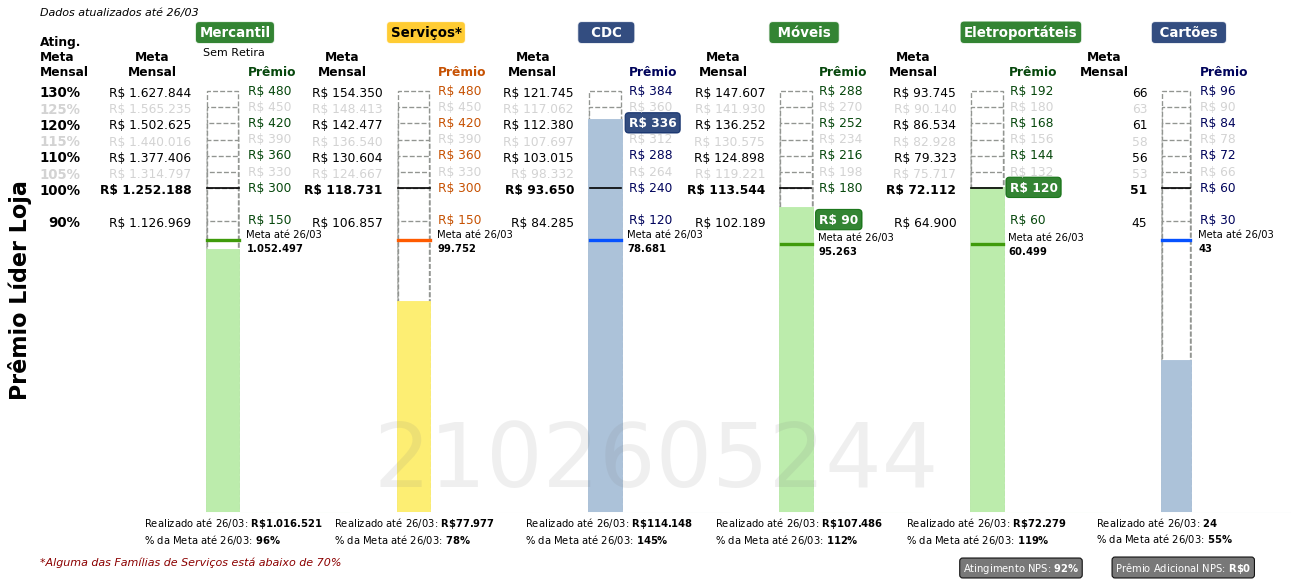 Dados atualizados até 26/03
Mercantil Serviços* CDC Móveis Eletroportáteis Cartões
Sem Retira
Ating. Meta Mensal
Meta Mensal Prêmio Meta Mensal Prêmio Meta Mensal Prêmio Meta Mensal Prêmio Meta Mensal Prêmio Meta Mensal Prêmio
130% R$ 1.627.844 R$ 480 R$ 154.350 R$ 480 R$ 121.745 R$ 384 R$ 147.607 R$ 288 R$ 93.745 R$ 192 66 R$ 96
125% R$ 1.565.235 R$ 450 R$ 148.413 R$ 450 R$ 117.062 R$ 360 R$ 141.930 R$ 270 R$ 90.140 R$ 180 63 R$ 90
120% R$ 1.502.625 R$ 420 R$ 142.477 R$ 420 R$ 112.380 R$ 336 R$ 136.252 R$ 252 R$ 86.534 R$ 168 61 R$ 84
115% R$ 1.440.016 R$ 390 R$ 136.540 R$ 390 R$ 107.697 R$ 312 R$ 130.575 R$ 234 R$ 82.928 R$ 156 58 R$ 78
110% R$ 1.377.406 R$ 360 R$ 130.604 R$ 360 R$ 103.015 R$ 288 R$ 124.898 R$ 216 R$ 79.323 R$ 144 56 R$ 72
105% R$ 1.314.797 R$ 330 R$ 124.667 R$ 330 R$ 98.332 R$ 264 R$ 119.221 R$ 198 R$ 75.717 R$ 132 53 R$ 66
100% R$ 1.252.188 R$ 300 R$ 118.731 R$ 300 R$ 93.650 R$ 240 R$ 113.544 R$ 180 R$ 72.112 R$ 120 51 R$ 60
90% R$ 1.126.969 R$ 150 R$ 106.857 R$ 150 R$ 84.285 R$ 120 R$ 102.189 R$ 90 R$ 64.900 R$ 60 45 R$ 30
Meta até 26/03 Meta até 26/03 Meta até 26/03 Meta até 26/03 Meta até 26/03 Meta até 26/03
1.052.497 99.752 78.681 95.263 60.499 43
Prêmio Líder Loja
2102605244
Realizado até 26/03: R$1.016.521 Realizado até 26/03: R$77.977 Realizado até 26/03: R$114.148 Realizado até 26/03: R$107.486 Realizado até 26/03: R$72.279 Realizado até 26/03: 24
% da Meta até 26/03: 96% % da Meta até 26/03: 78% % da Meta até 26/03: 145% % da Meta até 26/03: 112% % da Meta até 26/03: 119% % da Meta até 26/03: 55%
*Alguma das Famílias de Serviços está abaixo de 70%
Atingimento NPS: 92% Prêmio Adicional NPS: R$0